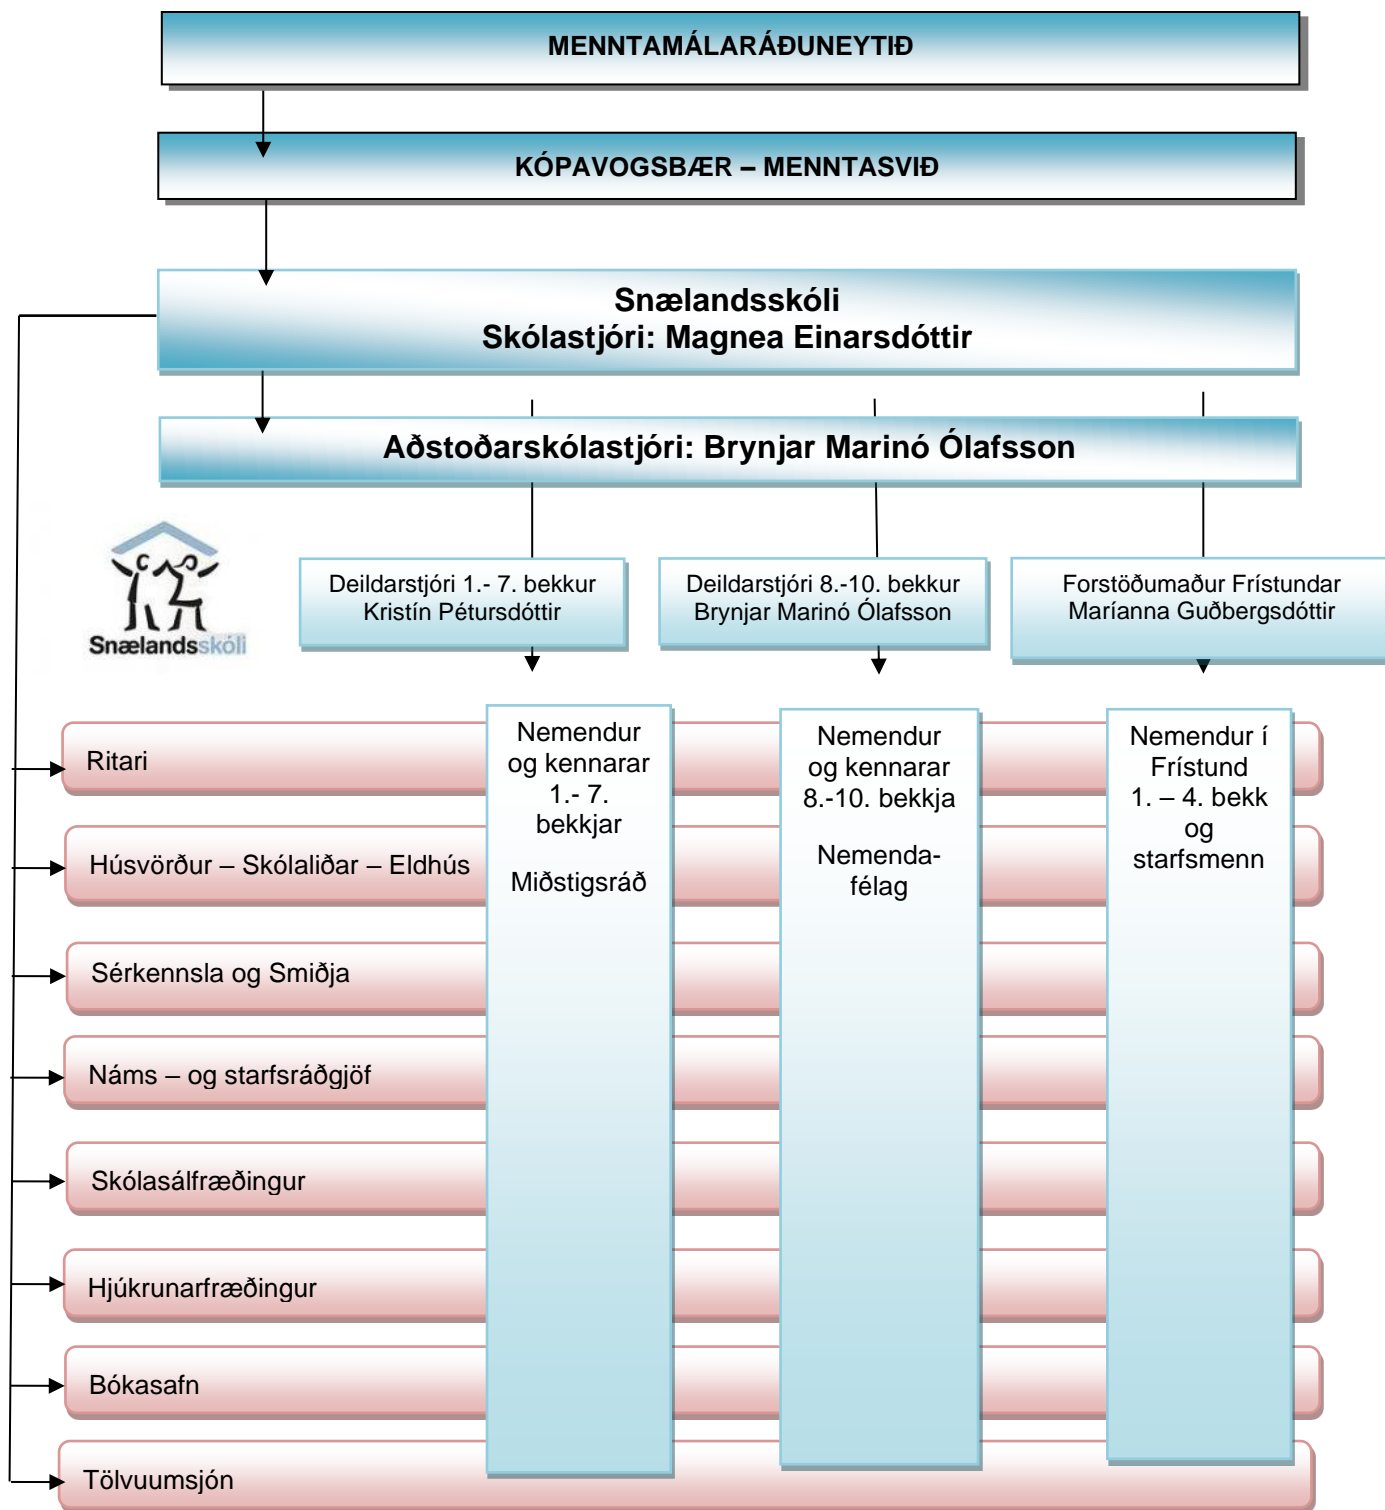 MENNTAMÁLARÁÐUNEYTIÐ
KÓPAVOGSBÆR – MENNTASVIÐ
Snælandsskóli
Skólastjóri: Magnea Einarsdóttir
Aðstoðarskólastjóri: Brynjar Marinó Ólafsson
Snælandsskóli
Deildarstjóri 1.- 7. bekkur
Kristín Pétursdóttir
Deildarstjóri 8.-10. bekkur
Brynjar Marinó Ólafsson
Forstöðumaður Frístundar
Maríanna Guðbergsdóttir
Nemendur
og kennarar
1.- 7.
bekkjar
Miðstigsráð
Nemendur
og kennarar
8.-10. bekkja
Nemenda-
félag
Nemendur í
Frístund
1. – 4. bekk
og
starfsmenn
Ritari
Húsvörður – Skólaliðar – Eldhús
Sérkennsla og Smiðja
Náms – og starfsráðgjöf
Skólasálfræðingur
Hjúkrunarfræðingur
Bókasafn
Tölvuumsjón